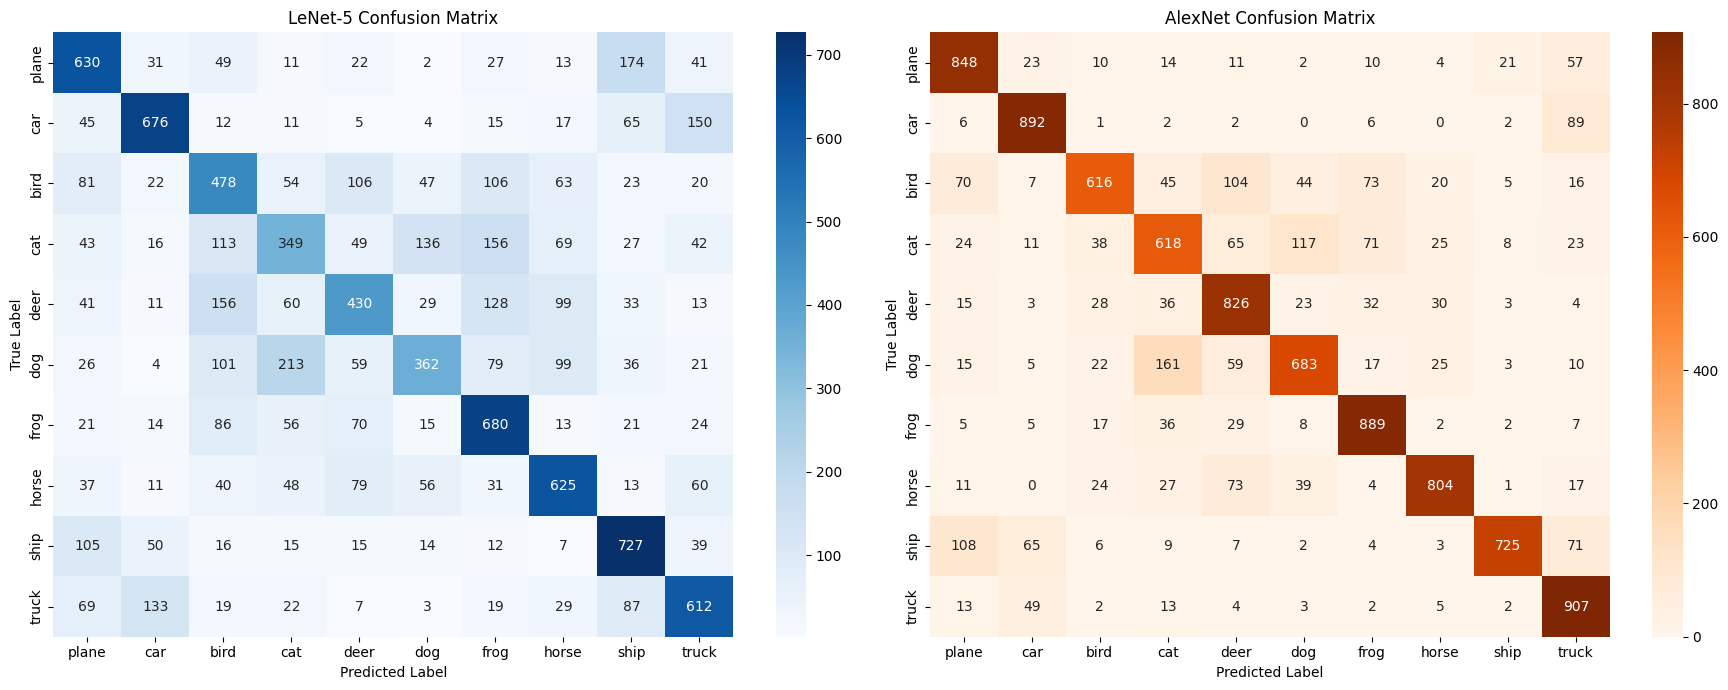 LeNet-5 Confusion Matrix
True Label
plane 630 31 49 11 22 2 27 13 174 41
car 45 676 12 11 5 4 15 17 65 150
bird 81 22 478 54 106 47 106 63 23 20
cat 43 16 113 349 49 136 156 69 27 42
deer 41 11 156 60 430 29 128 99 33 13
dog 26 4 101 213 59 362 79 99 36 21
frog 21 14 86 56 70 15 680 13 21 24
horse 37 11 40 48 79 56 31 625 13 60
ship 105 50 16 15 15 14 12 7 727 39
truck 69 133 19 22 7 3 19 29 87 612
plane car bird cat deer dog frog horse ship truck
Predicted Label
700
600
500
400
300
200
100
AlexNet Confusion Matrix
True Label
plane 848 23 10 14 11 2 10 4 21 57
car 6 892 1 2 2 0 6 0 2 89
bird 70 7 616 45 104 44 73 20 5 16
cat 24 11 38 618 65 117 71 25 8 23
deer 15 3 28 36 826 23 32 30 3 4
dog 15 5 22 161 59 683 17 25 3 10
frog 5 5 17 36 29 8 889 2 2 7
horse 11 0 24 27 73 39 4 804 1 17
ship 108 65 6 9 7 2 4 3 725 71
truck 13 49 2 13 4 3 2 5 2 907
plane car bird cat deer dog frog horse ship truck
Predicted Label
800
600
400
200
0